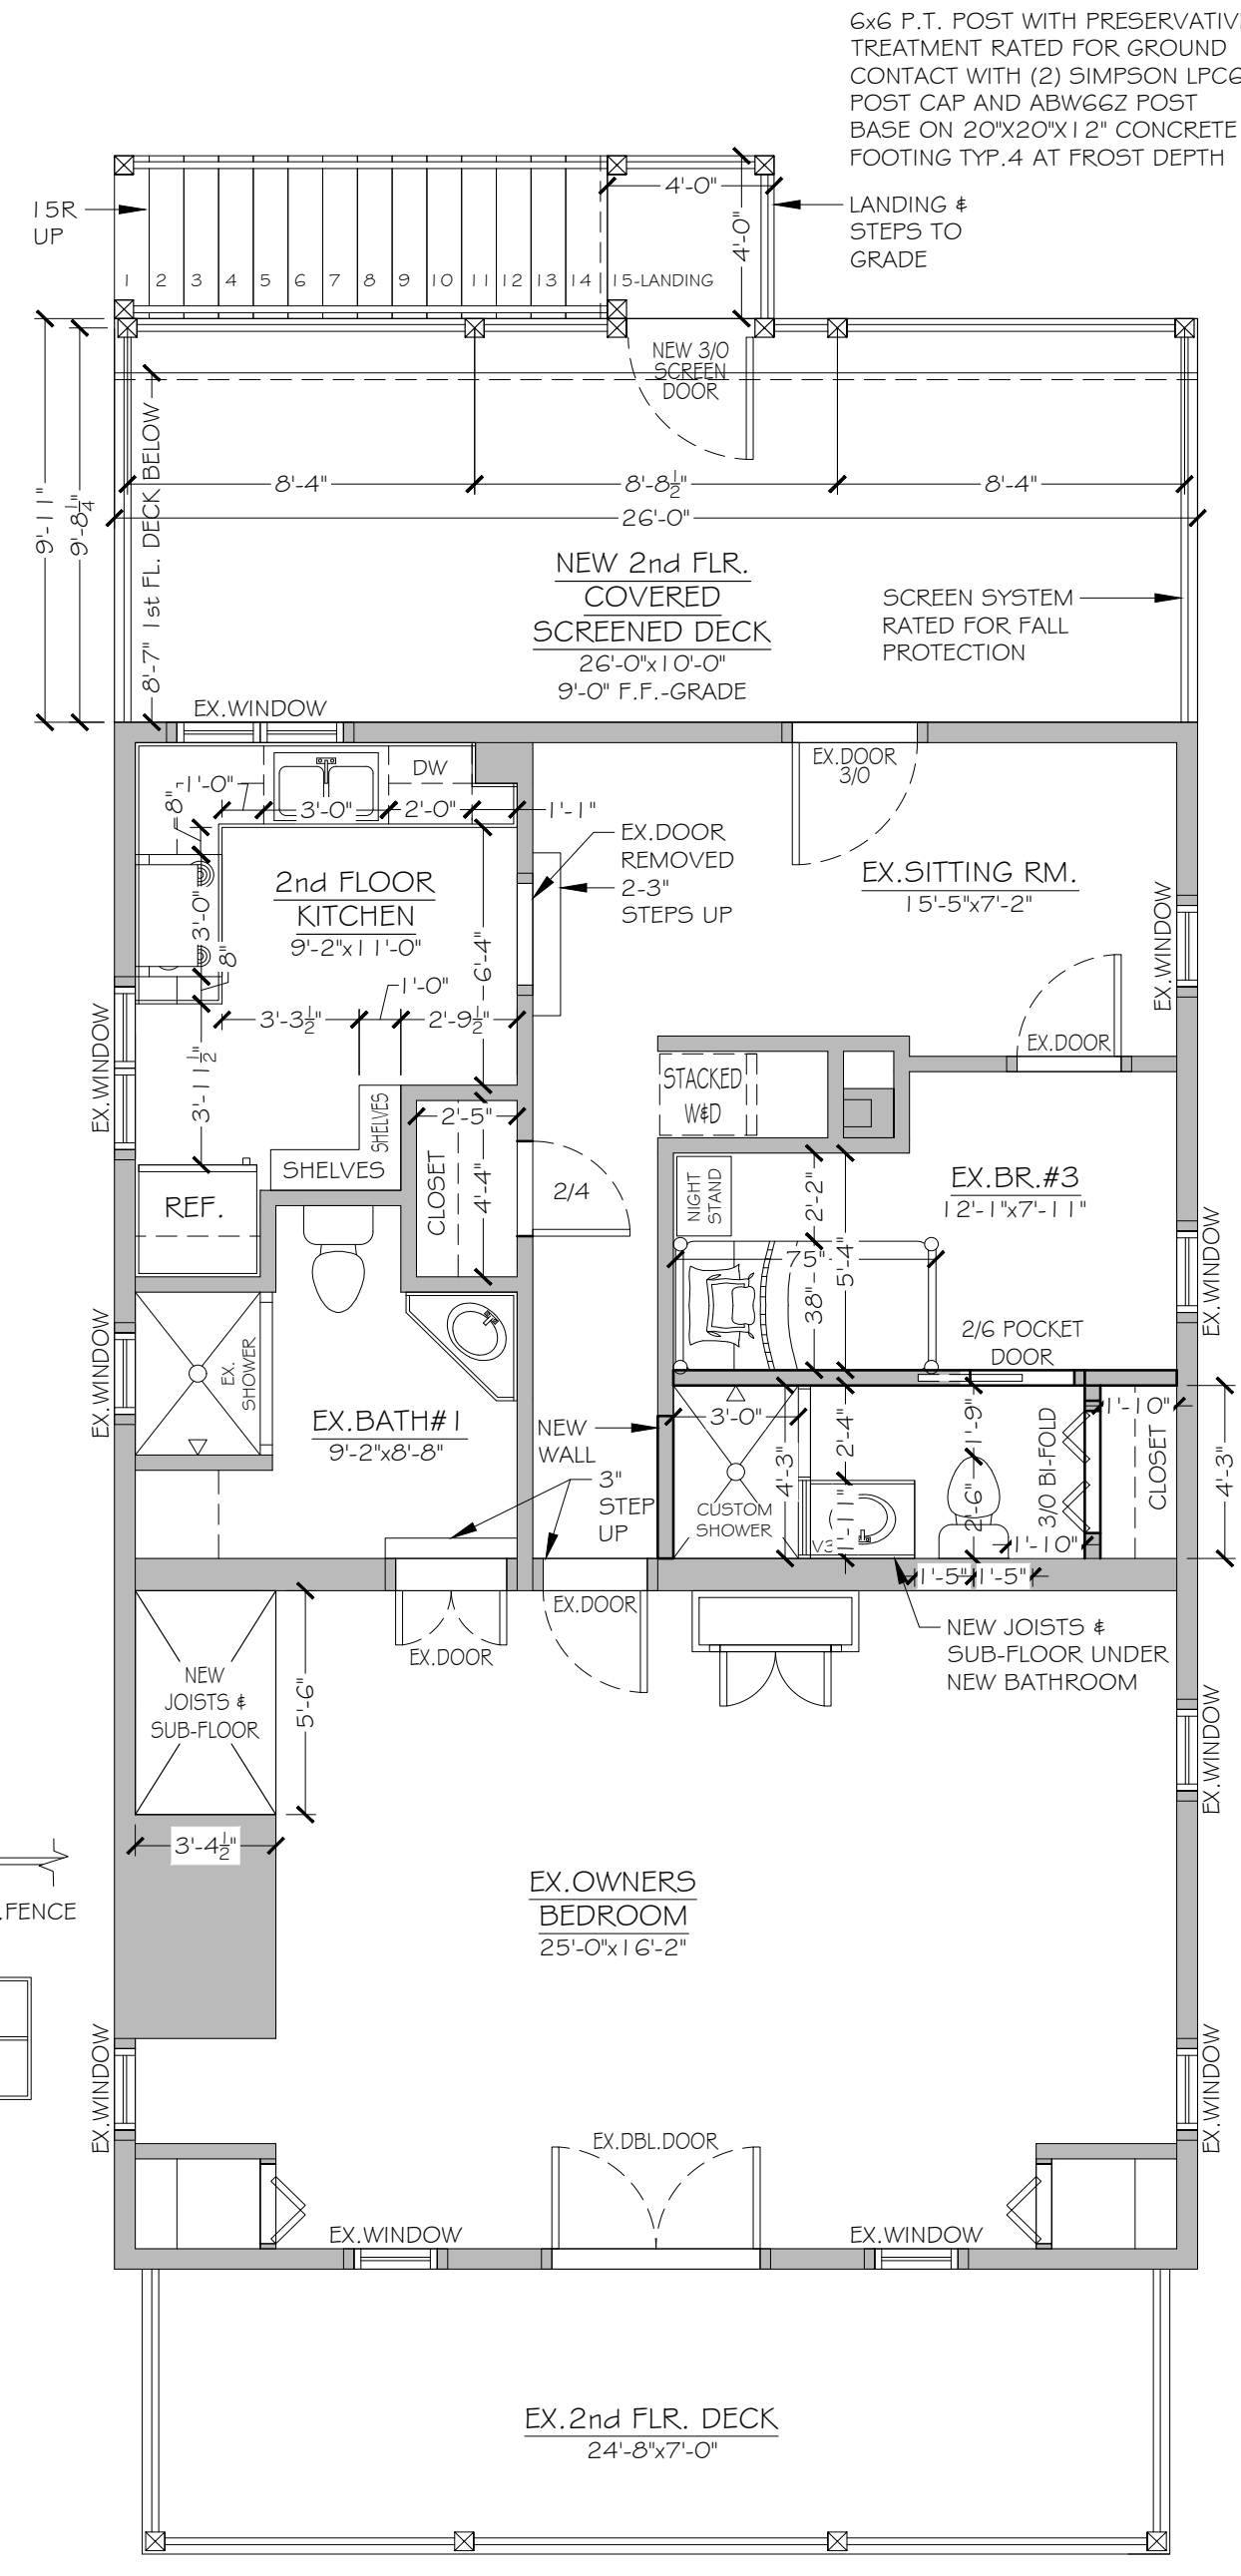 6x6 P.T. POST WITH PRESERVATIV
TREATMENT RATED FOR GROUND
CONTACT WITH (2) SIMPSON LPC6
POST CAP AND ABW66Z POST
BASE ON 20"X20"X12" CONCRETE
FOOTING TYP.4 AT FROST DEPTH
15R
UP
4'-0"
4'-0"
LANDING &
STEPS TO
GRADE
1 2 3 4 5 6 7 8 9 10 11 12 13 14 15-LANDING
NEW 3/0
SCREEN
DOOR
9'-11"
9'-8 1/4"
8'-7" 1st FL. DECK BELOW
8'-4"
8'-8 1/2"
8'-4"
26'-0"
NEW 2nd FLR.
COVERED
SCREENED DECK
26'-0"x10'-0"
9'-0" F.F.-GRADE
SCREEN SYSTEM
RATED FOR FALL
PROTECTION
EX.WINDOW
DW
1'-0"
3'-0"
2'-0"
1'-1"
8"
EX.DOOR
3/0
EX.DOOR
REMOVED
2-3"
STEPS UP
2nd FLOOR
KITCHEN
9'-2"x11'-0"
EX.SITTING RM.
15'-5"x7'-2"
3'-0"
8"
6'-4"
EX.WINDOW
1'-0"
3'-3 1/2"
2'-9 1/2"
EX.WINDOW
3'-11 1/2"
EX.DOOR
STACKED
W&D
SHELVES
SHELVES
2'-5"
CLOSET
4'-4"
2/4
REF.
NIGHT
STAND
2'-2"
5'-4"
75"
38"
EX.BR.#3
12'-1"x7'-11"
EX.WINDOW
EX.WINDOW
EX.
SHOWER
2/6 POCKET
DOOR
EX.BATH#1
9'-2"x8'-8"
NEW
WALL
3"
STEP
UP
3'-0"
4'-3"
CUSTOM
SHOWER
2'-4"
1'-11"
V3
1'-9"
2'-6"
3/0 BI-FOLD
1'-10"
1'-10"
CLOSET
4'-3"
1'-5"
1'-5"
EX.DOOR
EX.DOOR
NEW JOISTS &
SUB-FLOOR UNDER
NEW BATHROOM
NEW
JOISTS &
SUB-FLOOR
5'-6"
3'-4 1/2"
EX.WINDOW
.FENCE
EX.OWNERS
BEDROOM
25'-0"x16'-2"
EX.WINDOW
EX.WINDOW
EX.DBL.DOOR
EX.WINDOW
EX.WINDOW
EX.2nd FLR. DECK
24'-8"x7'-0"